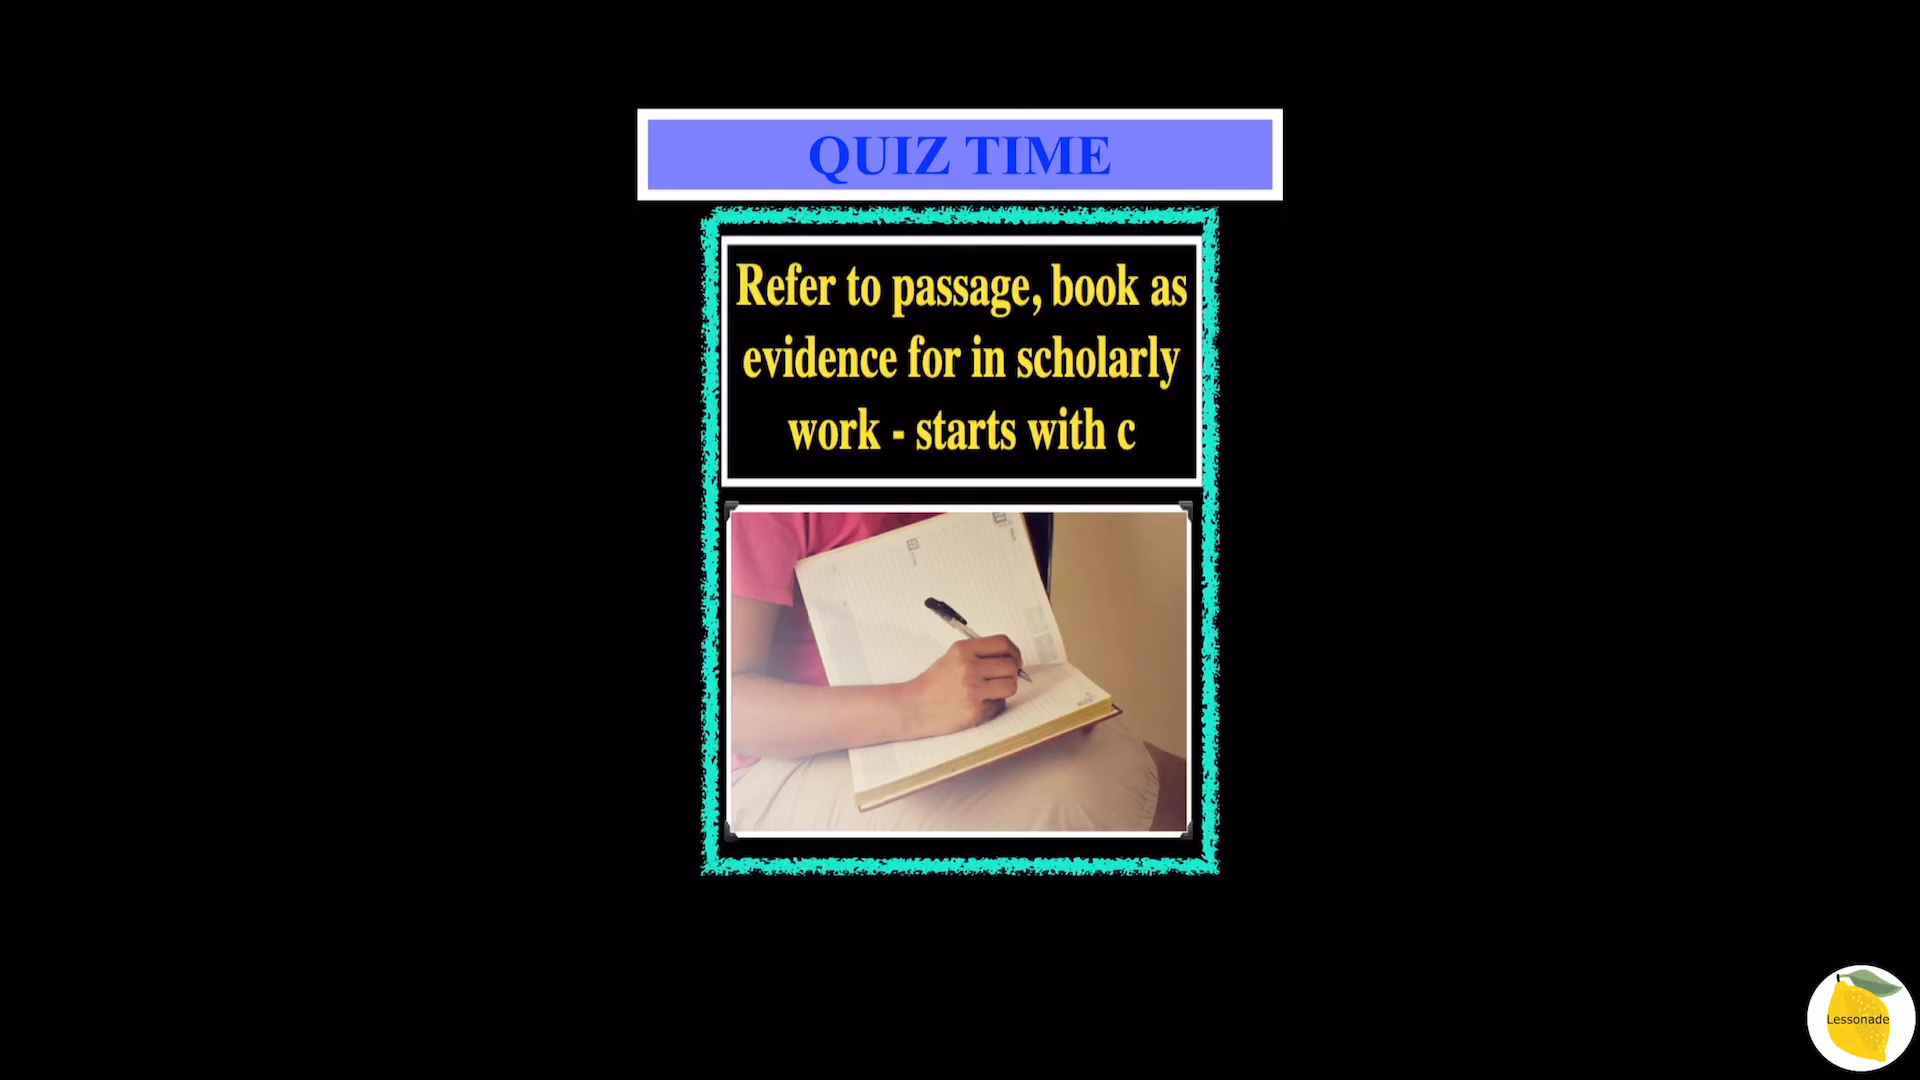 QUIZ TIME
Refer to passage, book as
evidence for in scholarly
work - starts with c
Lessonade